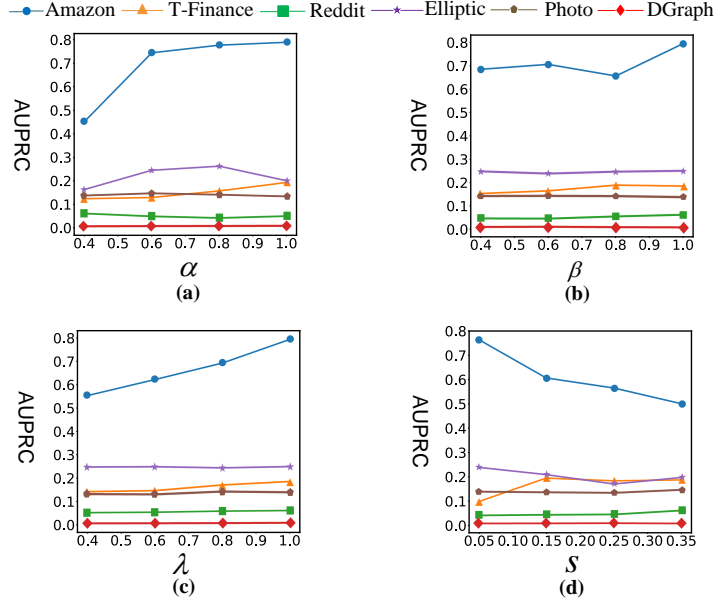 Amazon T-Finance Reddit Elliptic Photo DGraph
AUPRC
0.8
0.7
0.6
0.5
0.4
0.3
0.2
0.1
0.0
0.4 0.5 0.6 0.7 0.8 0.9 1.0
α
(a)
AUPRC
0.8
0.7
0.6
0.5
0.4
0.3
0.2
0.1
0.0
0.4 0.5 0.6 0.7 0.8 0.9 1.0
β
(b)
AUPRC
0.8
0.7
0.6
0.5
0.4
0.3
0.2
0.1
0.0
0.4 0.5 0.6 0.7 0.8 0.9 1.0
λ
(c)
AUPRC
0.8
0.7
0.6
0.5
0.4
0.3
0.2
0.1
0.0
0.05 0.10 0.15 0.20 0.25 0.30 0.35
S
(d)